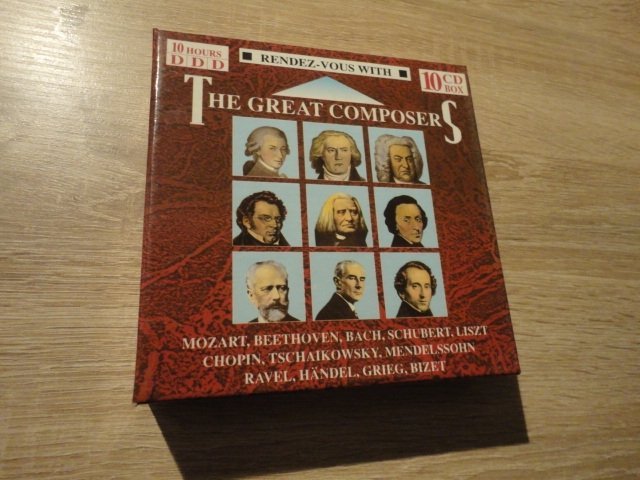 10 HOURS
D D D
RENDEZ-VOUS WITH
10 CD
BOX
THE GREAT COMPOSERS
MOZART, BEETHOVEN, BACH, SCHUBERT, LISZT
CHOPIN, TSCHAIKOWSKY, MENDELSSOHN
RAVEL, HÄNDEL, GRIEG, BIZET